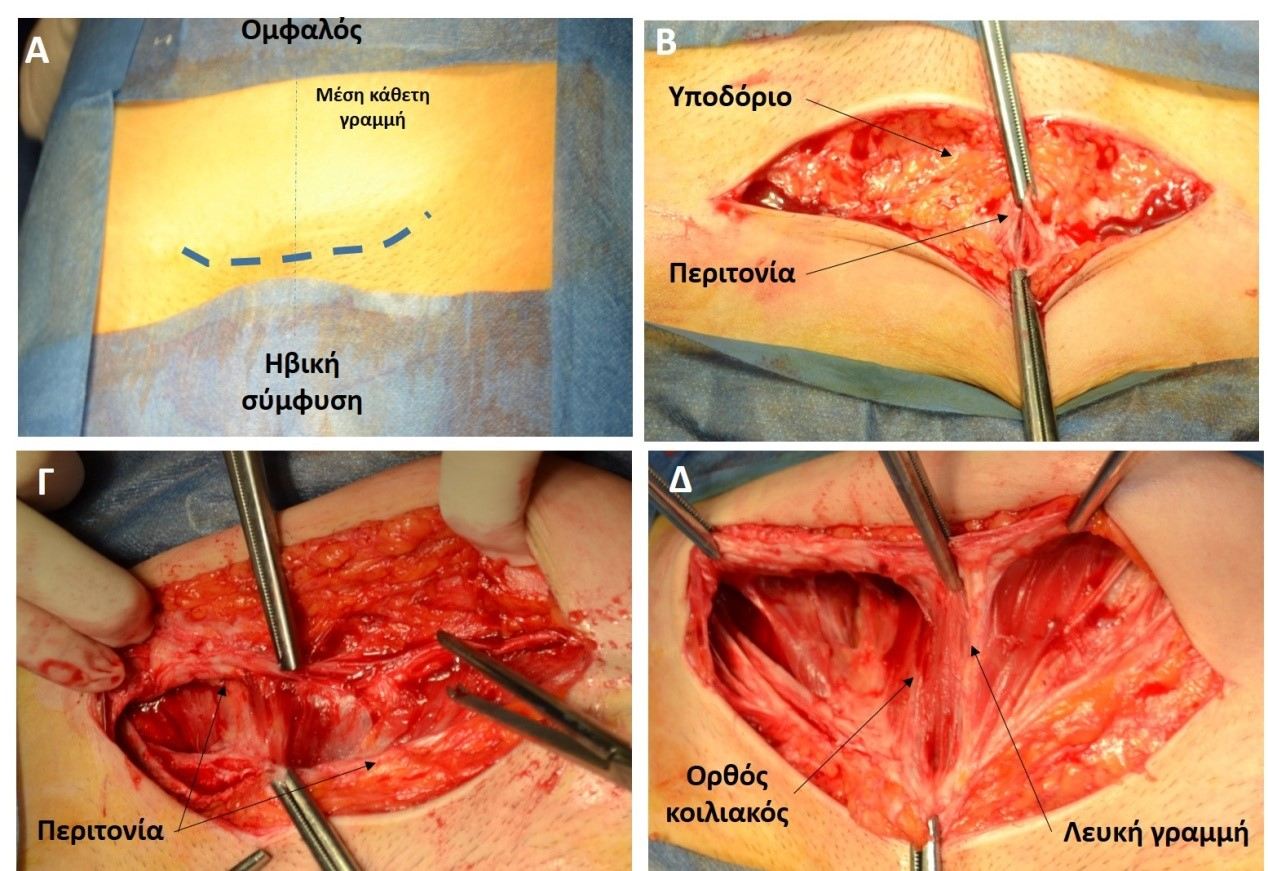 Α
Ομφαλός
Μέση κάθετη
γραμμή
Ηβική
σύμφυση
Β
Υποδόριο
Περιτονία
Γ
Περιτονία
Δ
Ορθός
κοιλιακός
Λευκή γραμμή